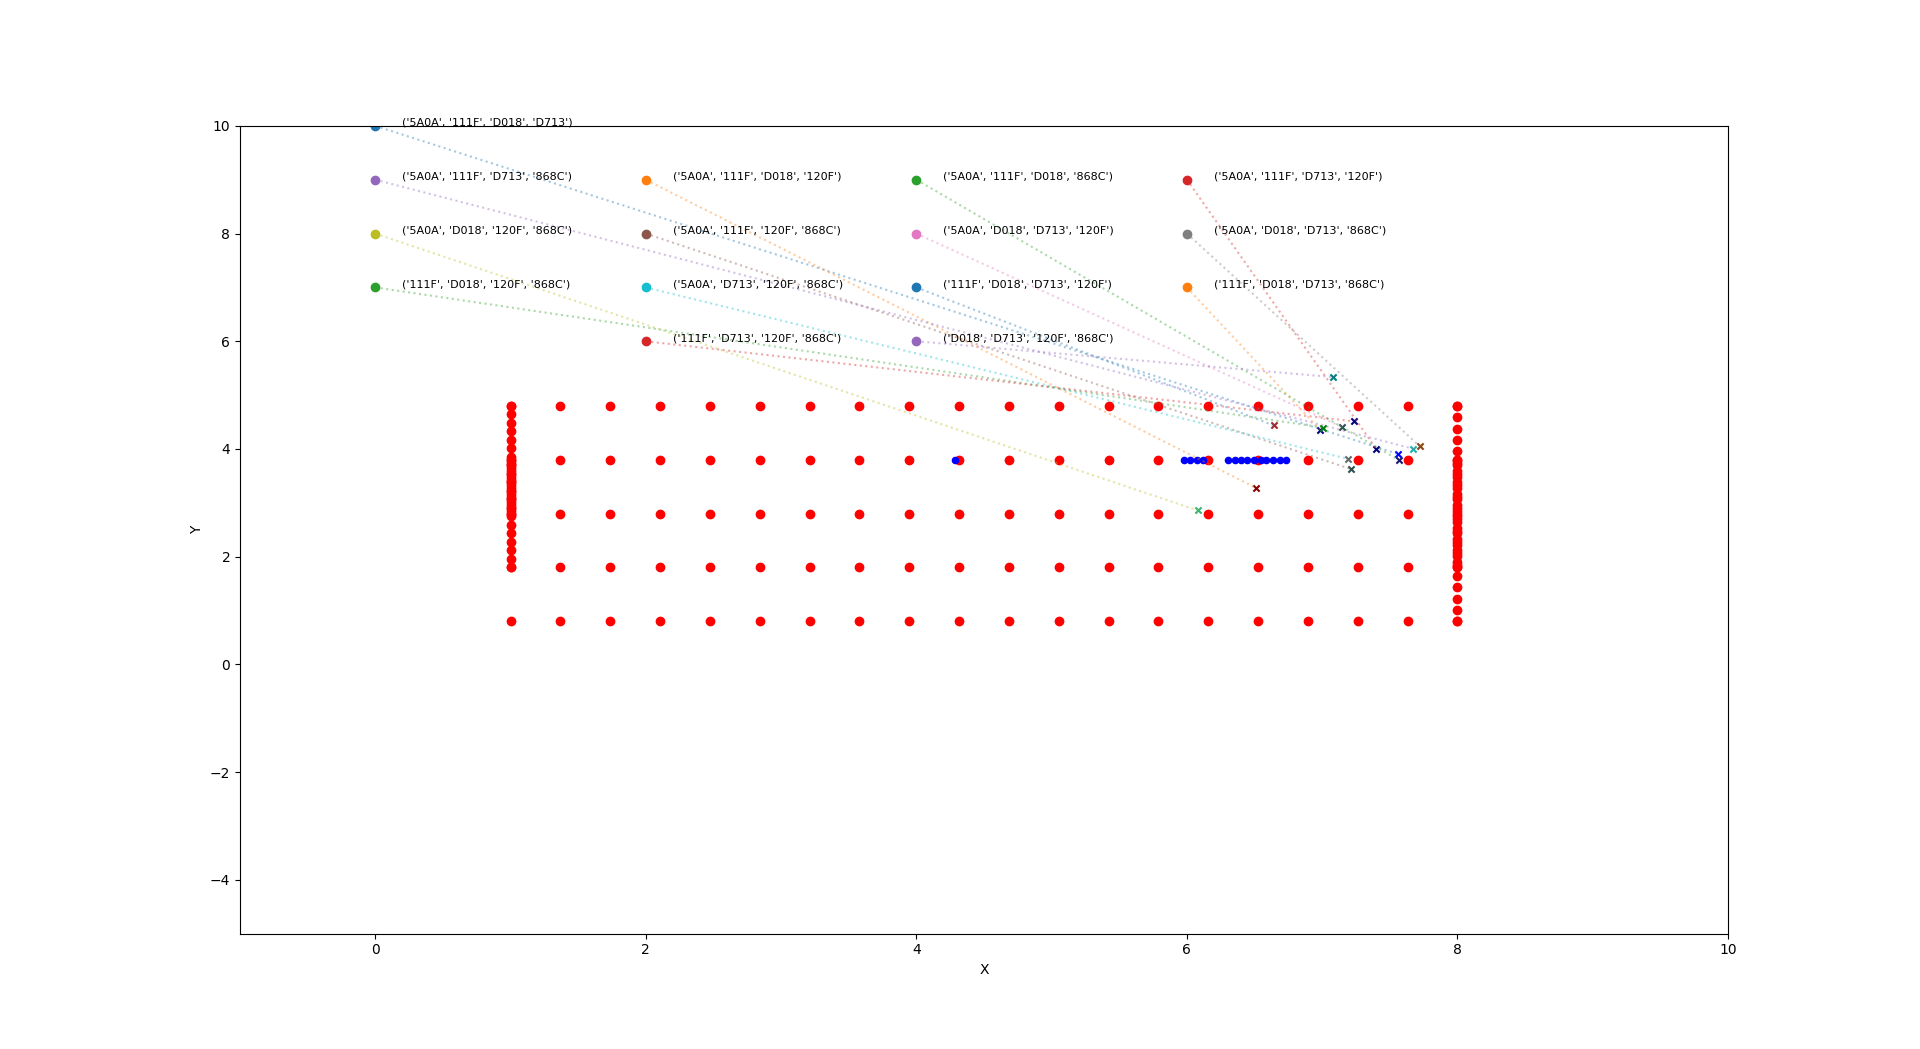 10
('5A0A', '111F', 'D018', 'D713')
('5A0A', '111F', 'D713', '868C') ('5A0A', '111F', 'D018', '120F') ('5A0A', '111F', 'D018', '868C') ('5A0A', '111F', 'D713', '120F')
8
('5A0A', 'D018', '120F', '868C') ('5A0A', '111F', '120F', '868C') ('5A0A', 'D018', 'D713', '120F') ('5A0A', 'D018', 'D713', '868C')
('111F', 'D018', '120F', '868C') ('5A0A', 'D713', '120F', '868C') ('111F', 'D018', 'D713', '120F') ('111F', 'D018', 'D713', '868C')
6
('111F', 'D713', '120F', '868C') ('D018', 'D713', '120F', '868C')
4
Y
2
0
−2
−4
0 2 4 6 8 10
X